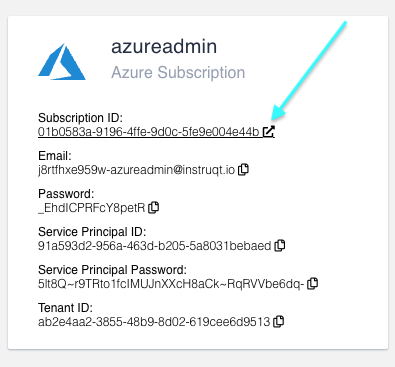 azureadmin
Azure Subscription
Subscription ID:
01b0583a-9196-4ffe-9d0c-5fe9e004e44b
Email:
j8rtfhxe959w-azureadmin@instruqt.io
Password:
_EhdICPRFcY8petR
Service Principal ID:
91a593d2-956a-463d-b205-5a8031bebaed
Service Principal Password:
5lt8Q~r9TRto1fcIMUJnXXcH8aCk~RqRVVbe6dq-
Tenant ID:
ab2e4aa2-3855-48b9-8d02-619cee6d9513